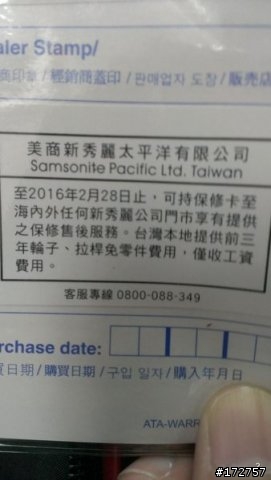 aler Stamp/
商印章 / 經銷商蓋印 / 판매업자 도장 / 販売店
美商新秀麗太平洋有限公司
Samsonite Pacific Ltd. Taiwan
至2016年2月28日止，可持保修卡至
海內外任何新秀麗公司門市享有提供
之保修售後服務。台灣本地提供前三
年輪子、拉桿免零件費用，僅收工資
費用。
客服專線 0800-088-349
urchase date:
買日期 / 購買日期 / 구입 일자 / 購入年月日
ATA-WARR
#172757